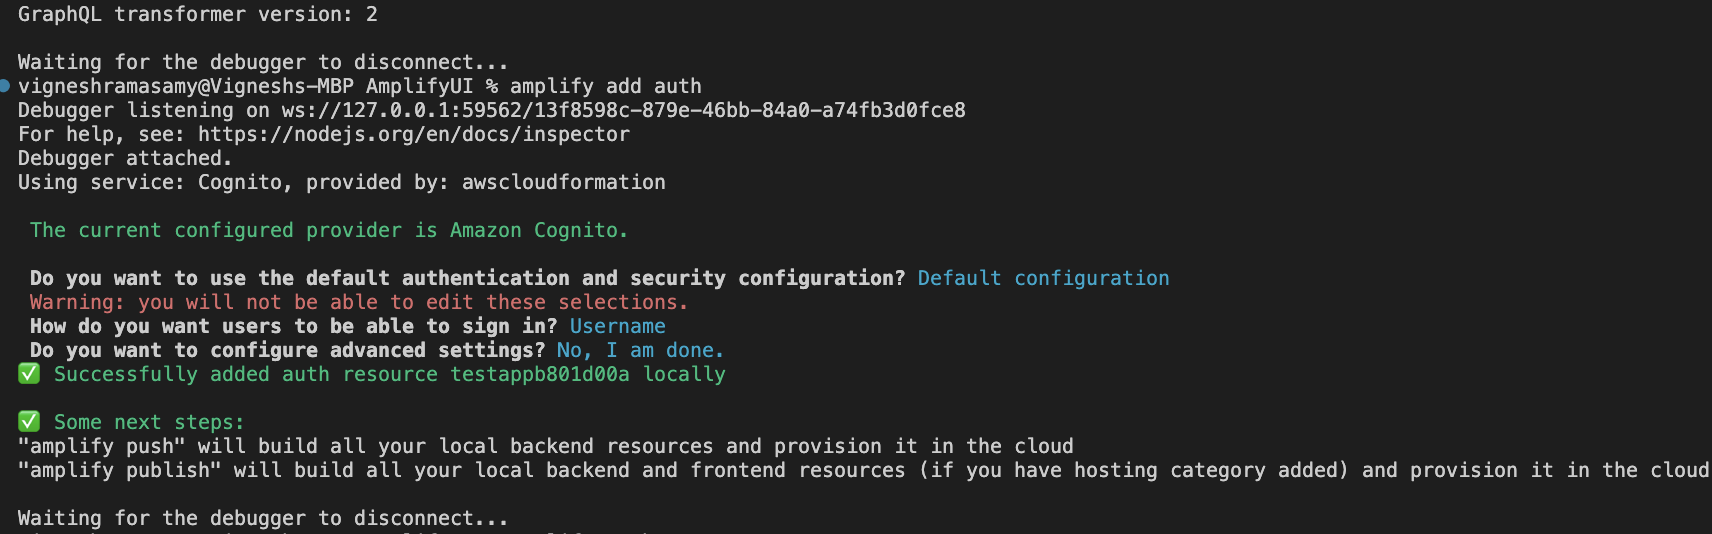 GraphQL transformer version: 2
Waiting for the debugger to disconnect...
vigneshramasamy@Vigneshs-MBP AmplifyUI % amplify add auth
Debugger listening on ws://127.0.0.1:59562/13f8598c-879e-46bb-84a0-a74fb3d0fce8
For help, see: https://nodejs.org/en/docs/inspector
Debugger attached.
Using service: Cognito, provided by: awscloudformation
The current configured provider is Amazon Cognito.
Do you want to use the default authentication and security configuration? Default configuration
Warning: you will not be able to edit these selections.
How do you want users to be able to sign in? Username
Do you want to configure advanced settings? No, I am done.
✅ Successfully added auth resource testappb801d00a locally
✅ Some next steps:
"amplify push" will build all your local backend resources and provision it in the cloud
"amplify publish" will build all your local backend and frontend resources (if you have hosting category added) and provision it in the cloud
Waiting for the debugger to disconnect...